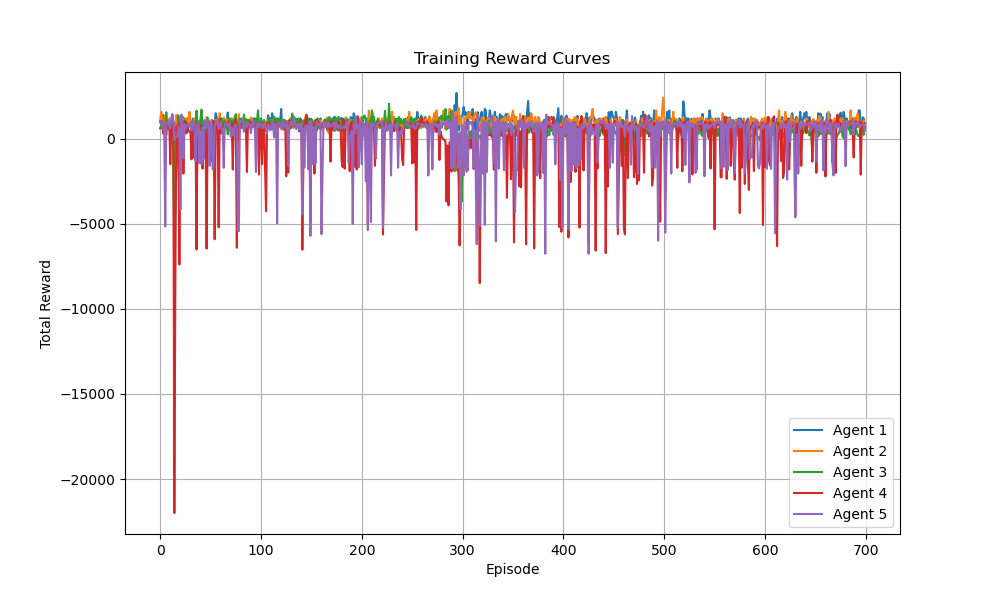 Training Reward Curves
Total Reward
0
−5000
−10000
−15000
−20000
0 100 200 300 400 500 600 700
Episode
Agent 1
Agent 2
Agent 3
Agent 4
Agent 5